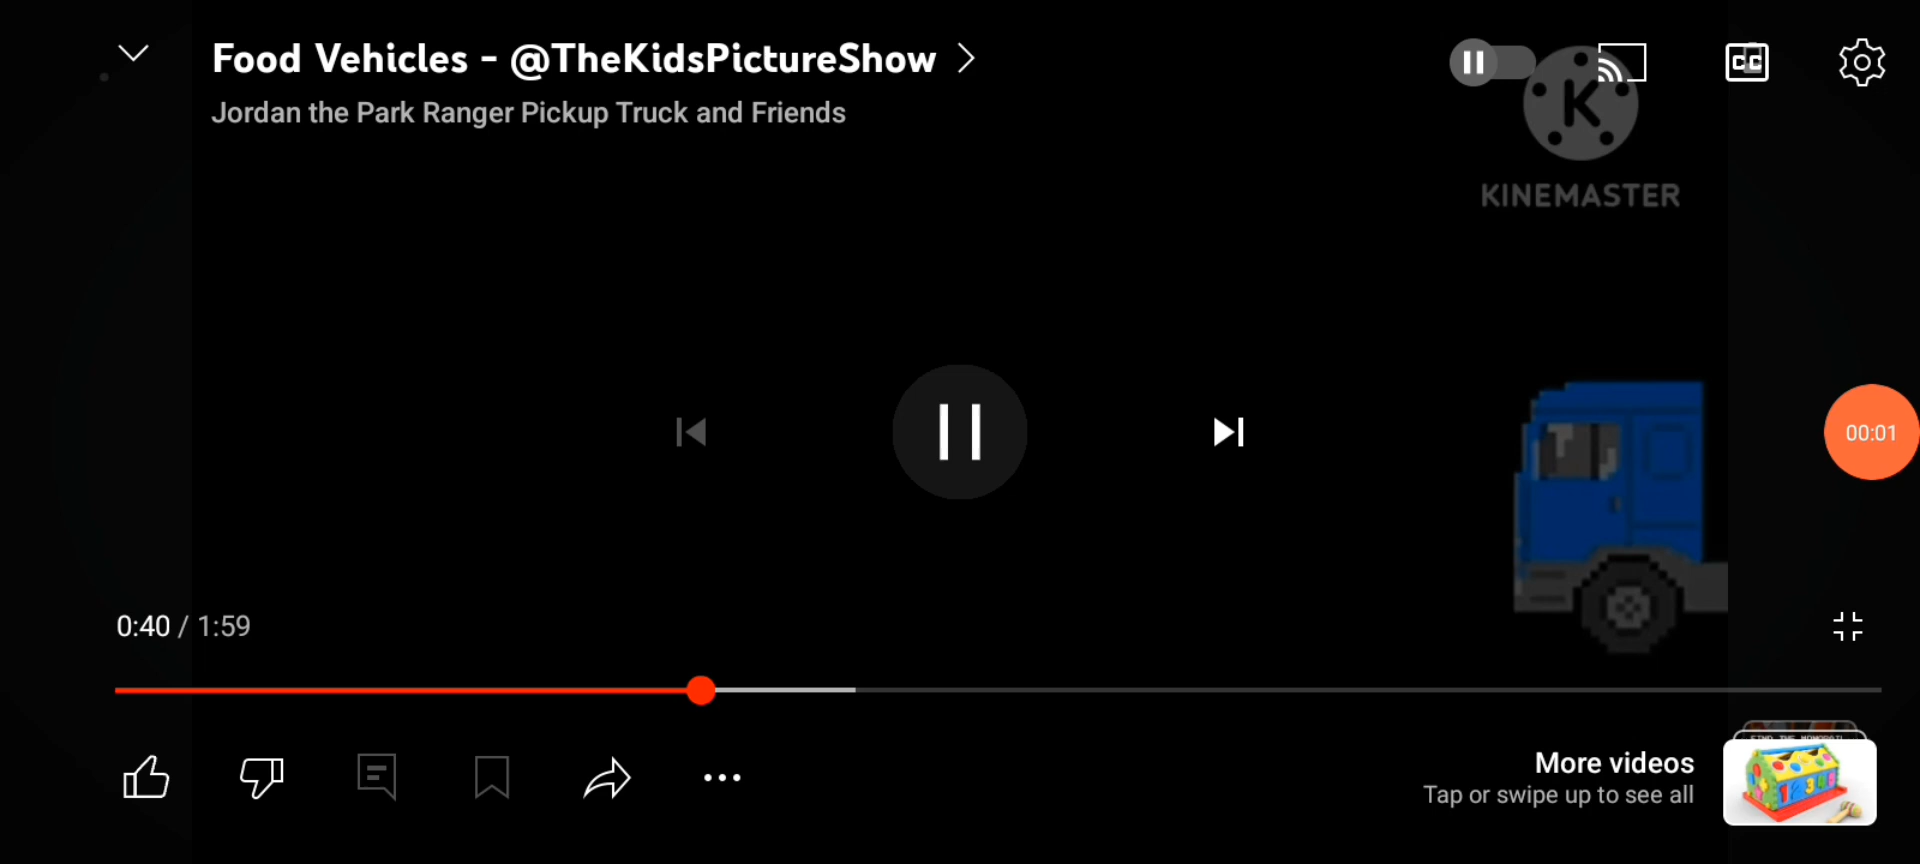 Food Vehicles - @TheKidsPictureShow
Jordan the Park Ranger Pickup Truck and Friends
CC
K
KINEMASTER
00:01
0:40 / 1:59
More videos
Tap or swipe up to see all